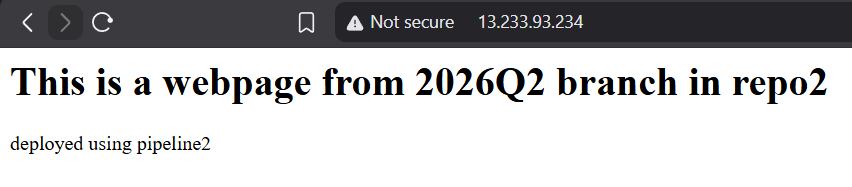 Not secure 13.233.93.234
This is a webpage from 2026Q2 branch in repo2
deployed using pipeline2